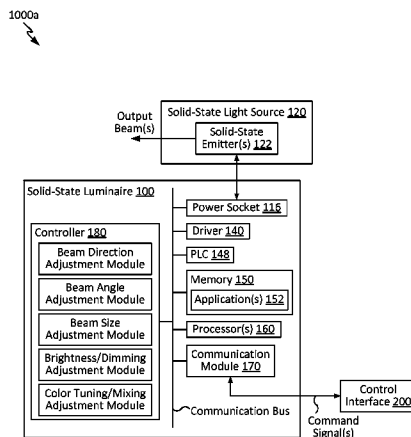 1000a
Solid-State Light Source 120
Output
Beam(s)
Solid-State
Emitter(s) 122
Solid-State Luminaire 100
Controller 180
Beam Direction
Adjustment Module
Beam Angle
Adjustment Module
Beam Size
Adjustment Module
Brightness/Dimming
Adjustment Module
Color Tuning/Mixing
Adjustment Module
Power Socket 116
Driver 140
PLC 148
Memory 150
Application(s) 152
Processor(s) 160
Communication
Module 170
Communication Bus
Command
Signal(s)
Control
Interface 200